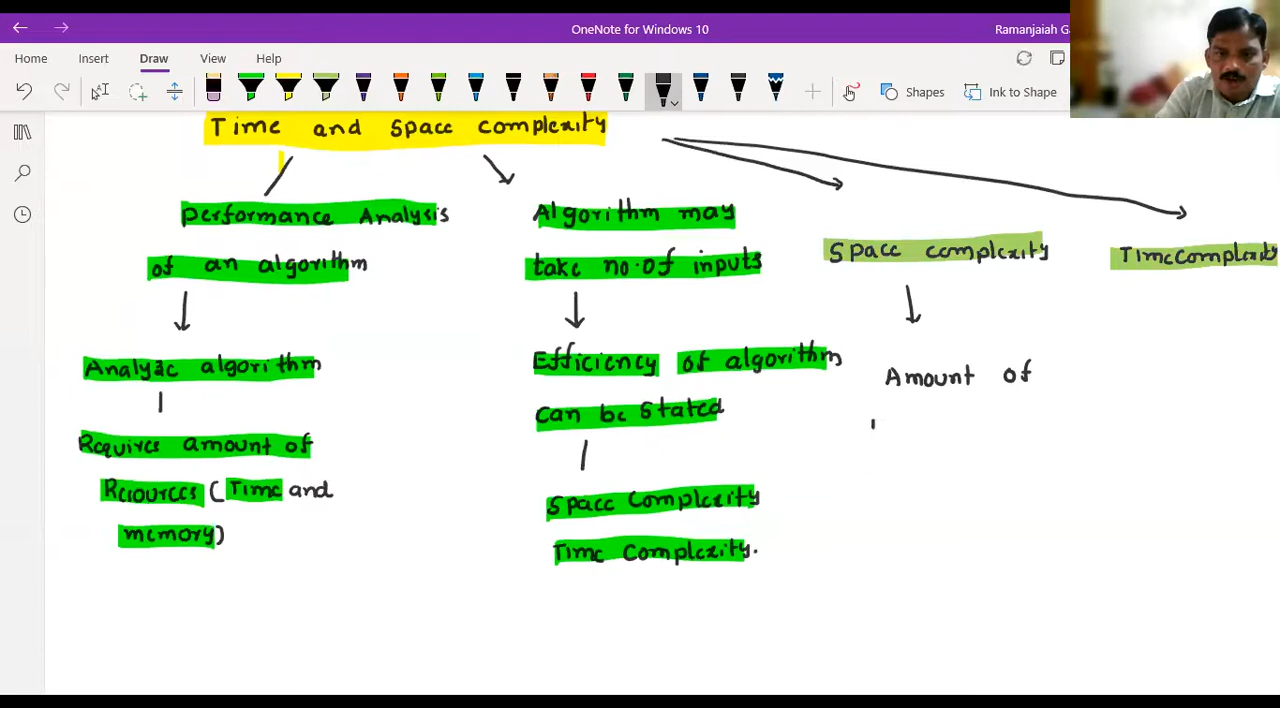 OneNote for Windows 10
Ramanjaiah G
Home Insert Draw View Help
Shapes
Ink to Shape
Time and Space complexity
Performance Analysis
of an algorithm
Analyze algorithm
Requires amount of
Resources (Time and
memory)
Algorithm may
take no.of inputs
Efficiency of algorithm
can be Stated
Space Complexity
Time Complexity.
Space complexity
Amount of
TimeComplexit